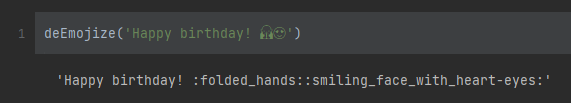 1 deEmojize('Happy birthday! 🙏😍')
'Happy birthday! :folded_hands::smiling_face_with_heart-eyes:'